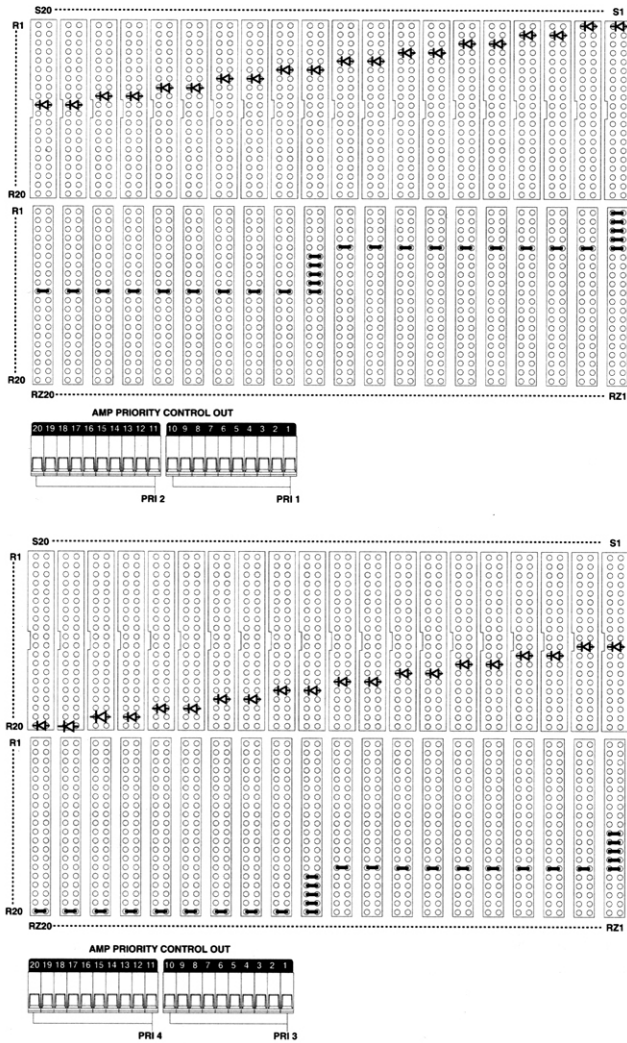 S20 S1
R1
R20
R1
R20
RZ20 RZ1
AMP PRIORITY CONTROL OUT
20 19 18 17 16 15 14 13 12 11 10 9 8 7 6 5 4 3 2 1
PRI 2 PRI 1
S20 S1
R1
R20
R1
R20
RZ20 RZ1
AMP PRIORITY CONTROL OUT
20 19 18 17 16 15 14 13 12 11 10 9 8 7 6 5 4 3 2 1
PRI 4 PRI 3